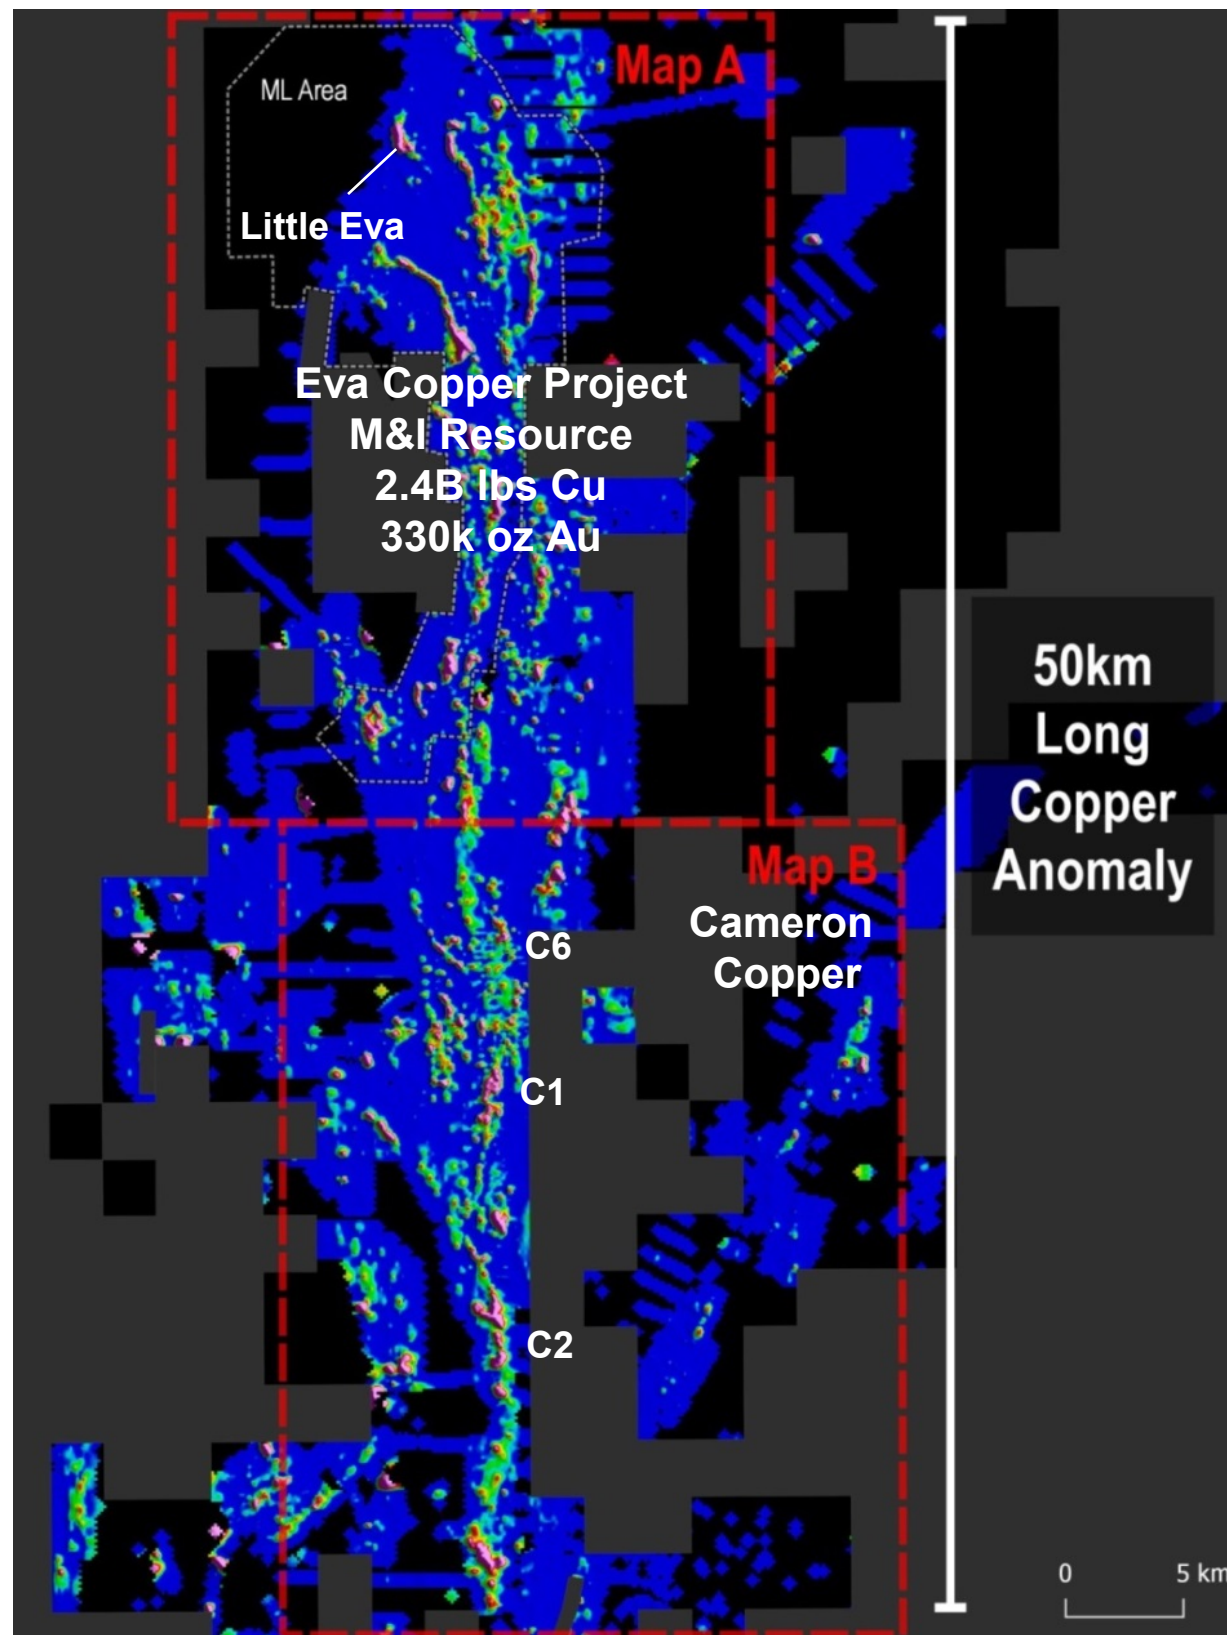 Map A
ML Area
Little Eva
Eva Copper Project
M&I Resource
2.4B lbs Cu
330k oz Au
50km
Long
Copper
Anomaly
Map B
Cameron
Copper
C6
C1
C2
0 5 km